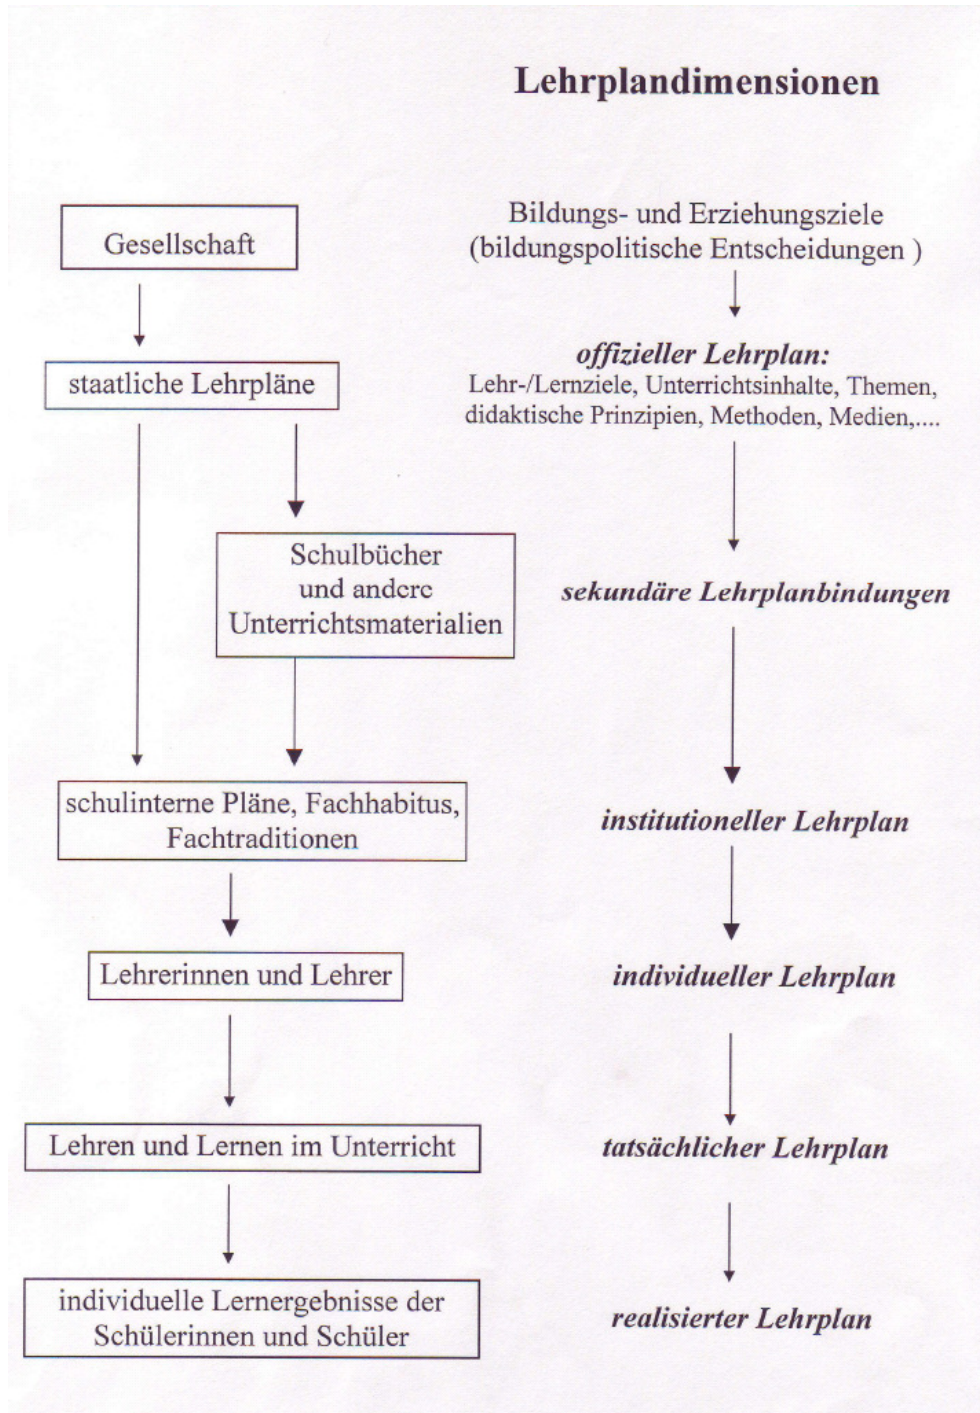 Lehrplandimensionen
Gesellschaft
Bildungs- und Erziehungsziele
(bildungspolitische Entscheidungen )
staatliche Lehrpläne
offizieller Lehrplan:
Lehr-/Lernziele, Unterrichtsinhalte, Themen,
didaktische Prinzipien, Methoden, Medien,....
Schulbücher
und andere
Unterrichtsmaterialien
sekundäre Lehrplanbindungen
schulinterne Pläne, Fachhabitus,
Fachtraditionen
institutioneller Lehrplan
Lehrerinnen und Lehrer
individueller Lehrplan
Lehren und Lernen im Unterricht
tatsächlicher Lehrplan
individuelle Lernergebnisse der
Schülerinnen und Schüler
realisierter Lehrplan